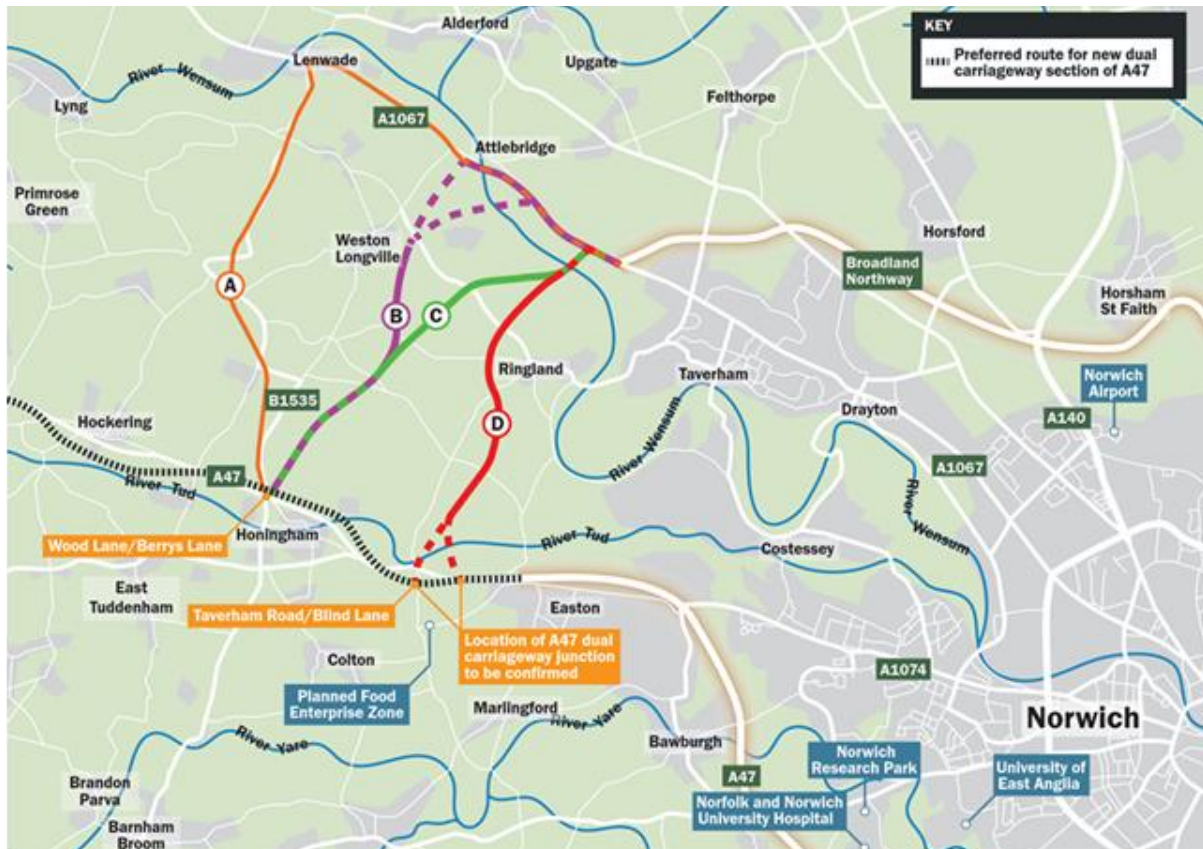 Alderford
KEY
Preferred route for new dual
carriageway section of A47
Lenwade
Upgate
River Wensum
Lyng
Felthorpe
A1067
Attlebridge
Primrose
Green
Weston
Longville
Horsford
Broadland
Northway
A
Horsham
St Faith
B
C
Ringland
Taverham
Norwich
Airport
B1535
Hockering
D
Drayton
A140
River Wensum
A47
River Tud
A1067
River
Wensum
Wood Lane/Berrys Lane
Honingham
River Tud
Costessey
East
Tuddenham
Taverham Road/Blind Lane
Easton
Colton
Location of A47 dual
carriageway junction
to be confirmed
A1074
Planned Food
Enterprise Zone
Marlingford
River Yare
Norwich
Bawburgh
River Yare
Norwich
Research Park
University of
East Anglia
A47
Brandon
Parva
Norfolk and Norwich
University Hospital
Barnham
Broom